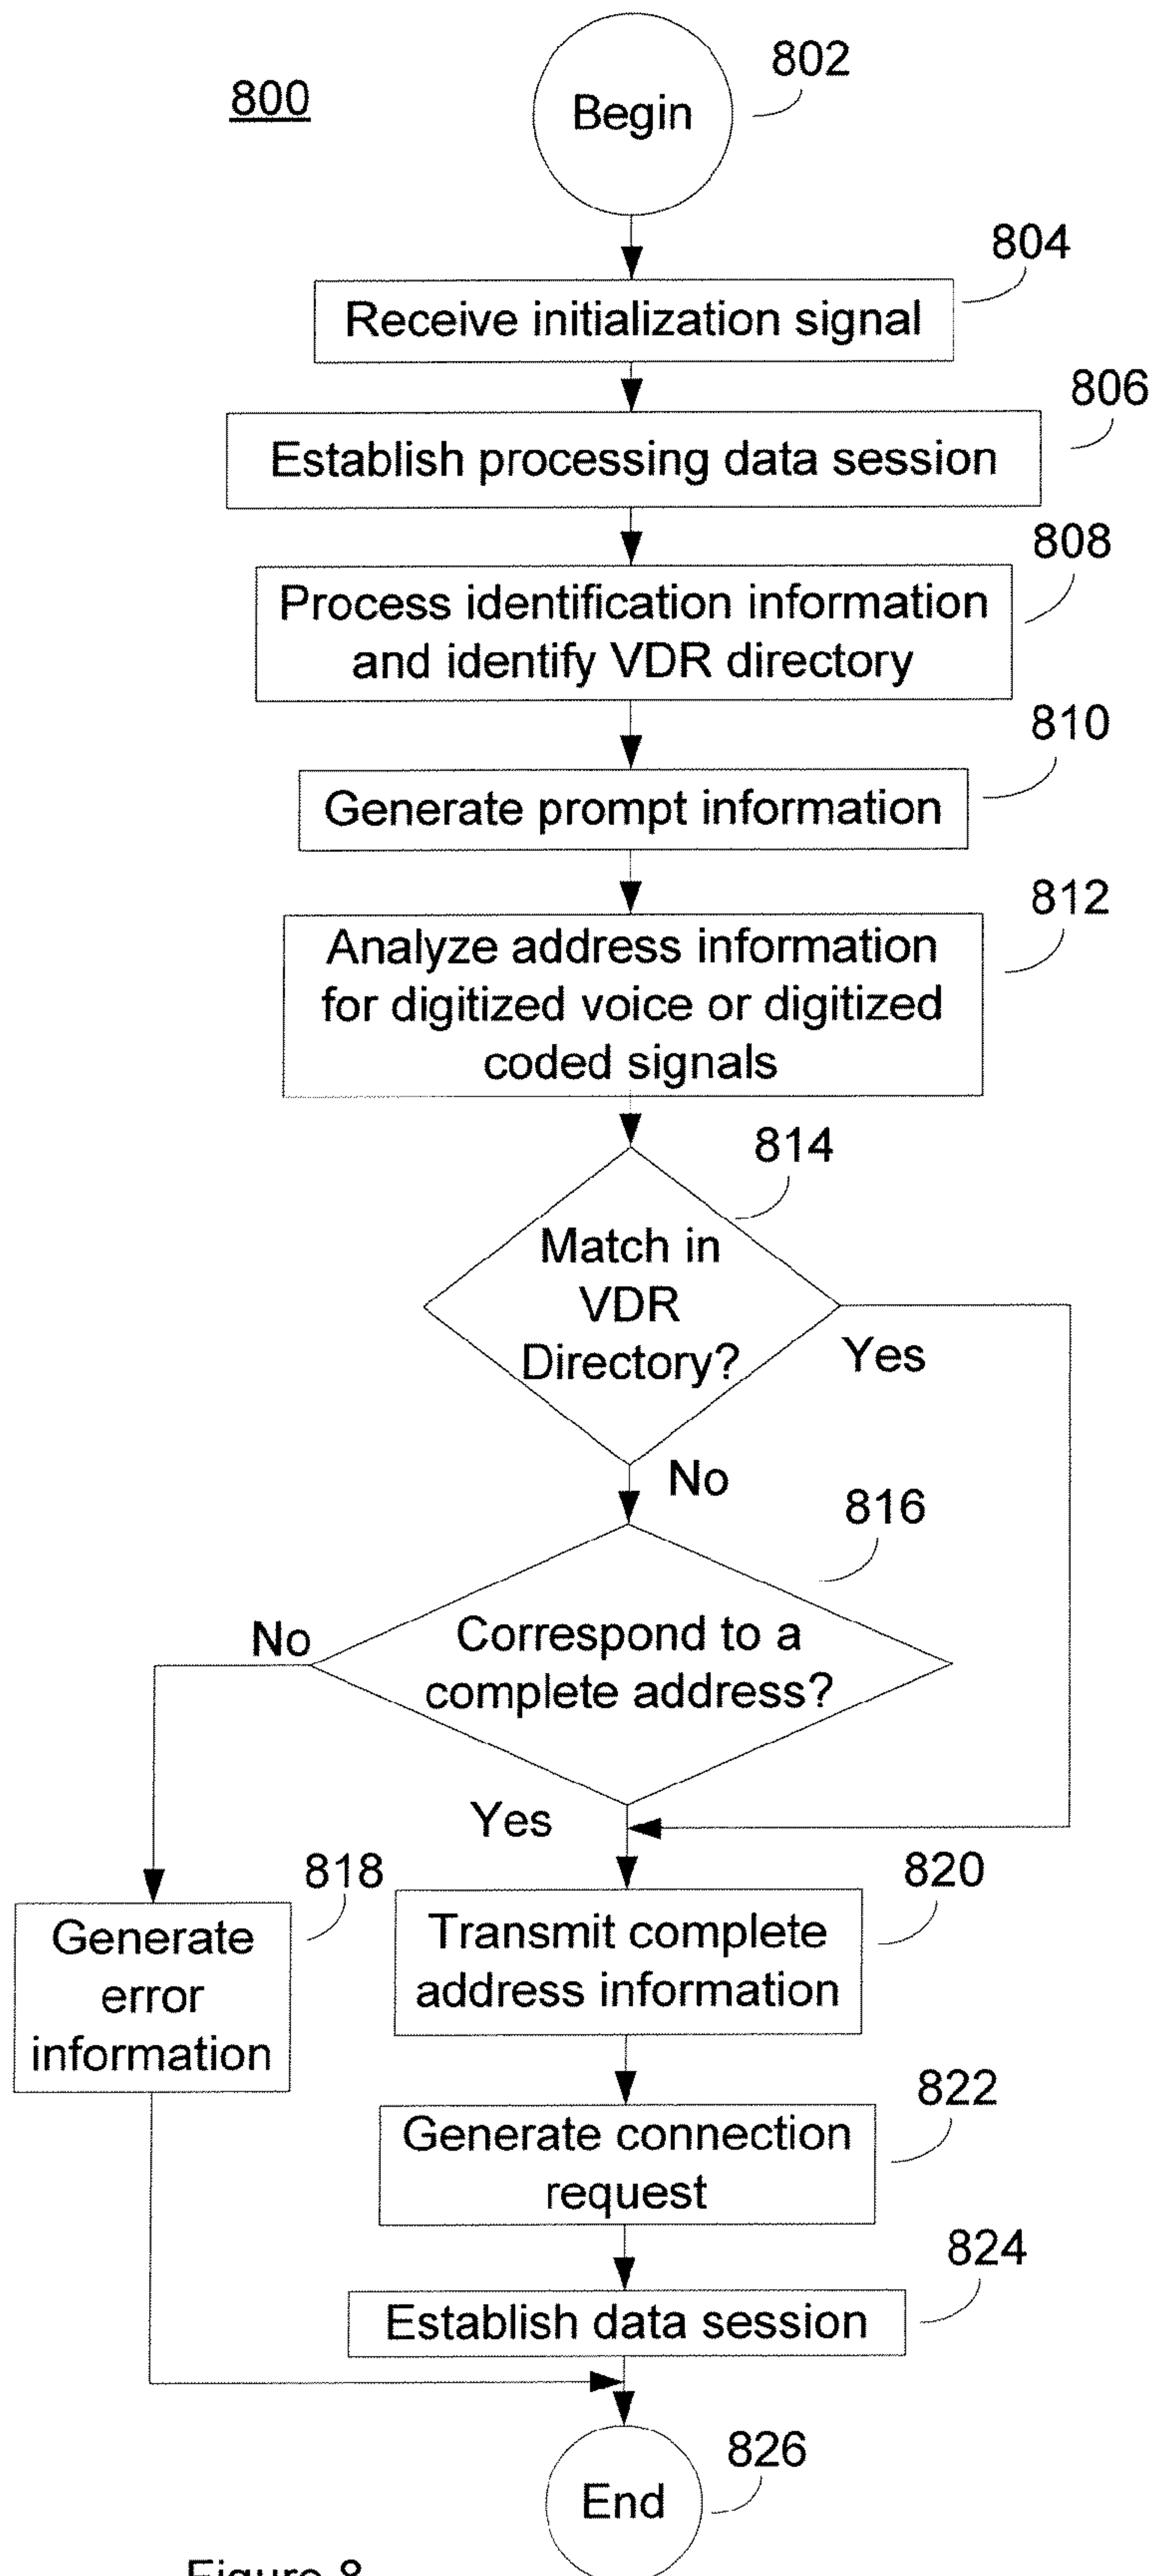 800
Begin
802
804
Receive initialization signal
806
Establish processing data session
808
Process identification information
and identify VDR directory
810
Generate prompt information
812
Analyze address information
for digitized voice or digitized
coded signals
814
Match in
VDR
Directory?
Yes
No
816
Correspond to a
complete address?
No
Yes
818
Generate
error
information
820
Transmit complete
address information
822
Generate connection
request
824
Establish data session
826
End
Figure 8